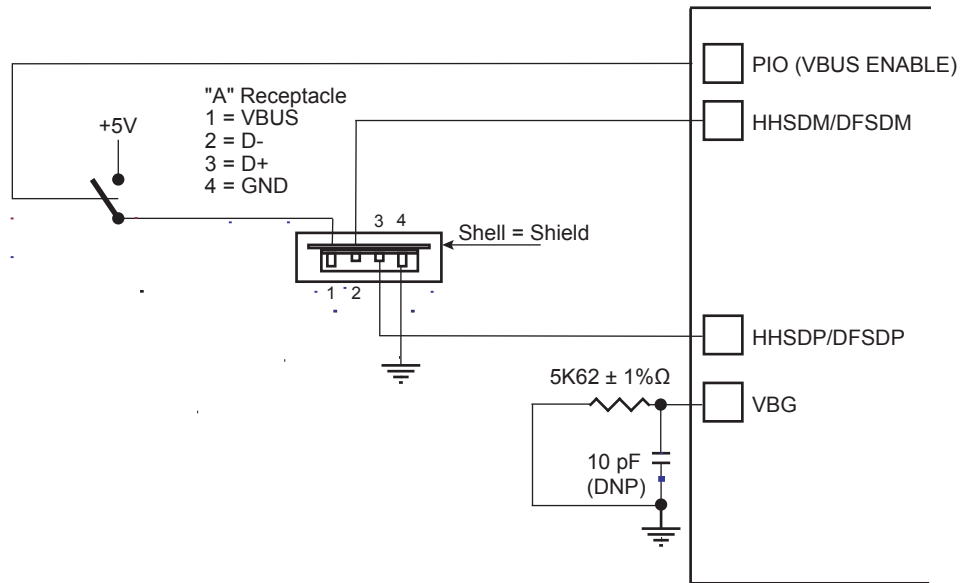 PIO (VBUS ENABLE)
"A" Receptacle
1 = VBUS
2 = D-
3 = D+
4 = GND
+5V
HHSDM/DFSDM
3 4
Shell = Shield
1 2
HHSDP/DFSDP
5K62 ± 1%Ω
VBG
10 pF
(DNP)